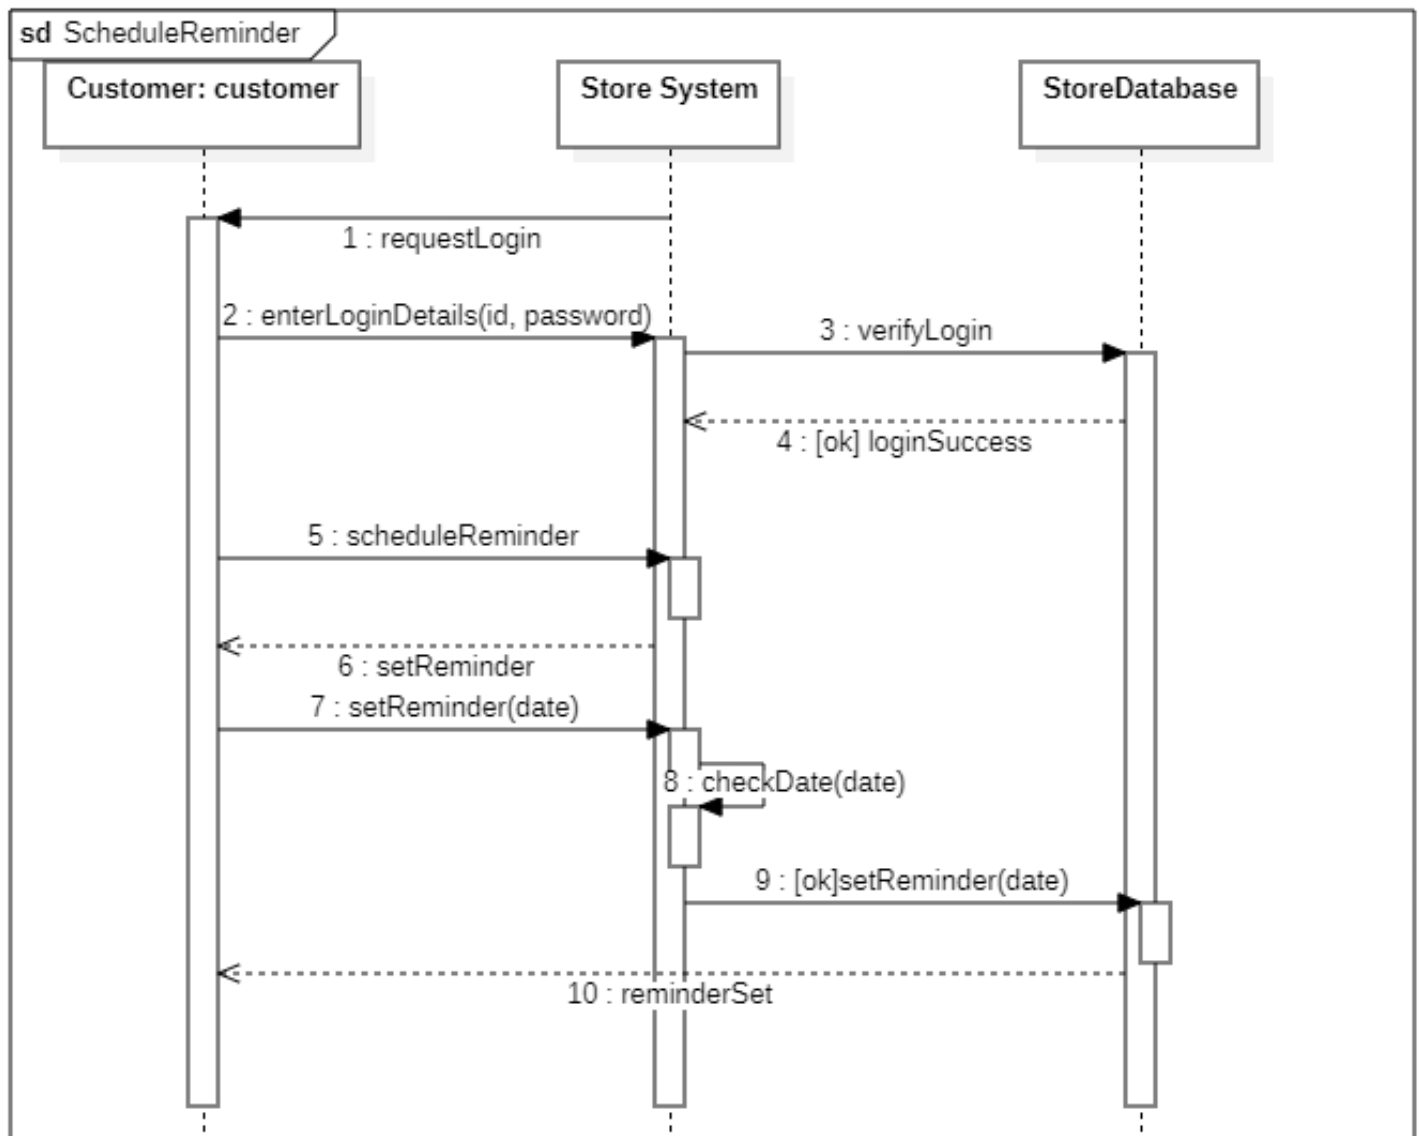 sd ScheduleReminder
Customer: customer
Store System
StoreDatabase
1 : requestLogin
2 : enterLoginDetails(id, password)
3 : verifyLogin
4 : [ok] loginSuccess
5 : scheduleReminder
6 : setReminder
7 : setReminder(date)
8 : checkDate(date)
9 : [ok]setReminder(date)
10 : reminderSet